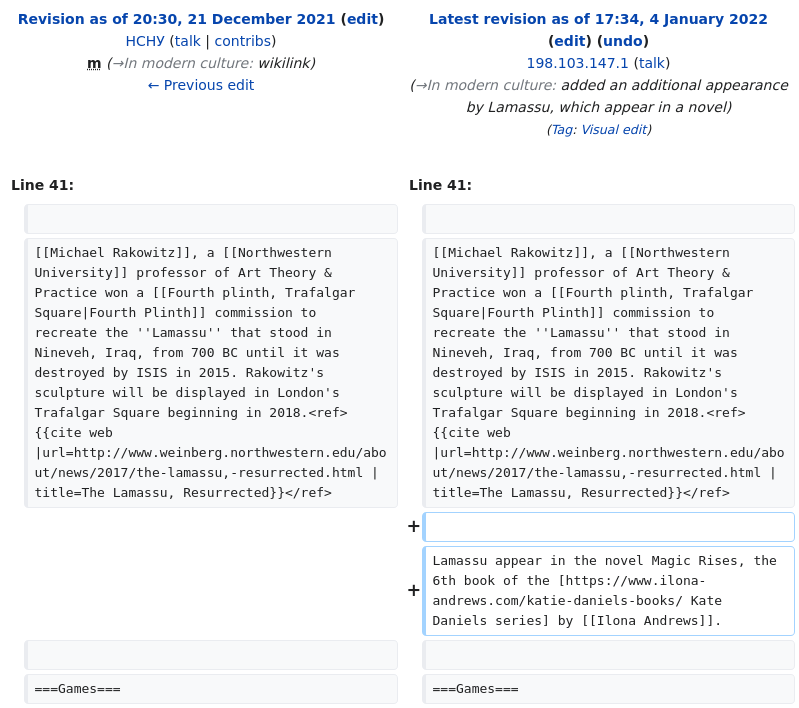 Revision as of 20:30, 21 December 2021 (edit)
НСНУ (talk | contribs)
m (→In modern culture: wikilink)
← Previous edit
Latest revision as of 17:34, 4 January 2022
(edit) (undo)
198.103.147.1 (talk)
(→In modern culture: added an additional appearance
by Lamassu, which appear in a novel)
(Tag: Visual edit)
Line 41:
Line 41:
[[Michael Rakowitz]], a [[Northwestern
University]] professor of Art Theory &
Practice won a [[Fourth plinth, Trafalgar
Square|Fourth Plinth]] commission to
recreate the ''Lamassu'' that stood in
Nineveh, Iraq, from 700 BC until it was
destroyed by ISIS in 2015. Rakowitz's
sculpture will be displayed in London's
Trafalgar Square beginning in 2018.<ref>
{{cite web
|url=http://www.weinberg.northwestern.edu/abo
ut/news/2017/the-lamassu,-resurrected.html |
title=The Lamassu, Resurrected}}</ref>
[[Michael Rakowitz]], a [[Northwestern
University]] professor of Art Theory &
Practice won a [[Fourth plinth, Trafalgar
Square|Fourth Plinth]] commission to
recreate the ''Lamassu'' that stood in
Nineveh, Iraq, from 700 BC until it was
destroyed by ISIS in 2015. Rakowitz's
sculpture will be displayed in London's
Trafalgar Square beginning in 2018.<ref>
{{cite web
|url=http://www.weinberg.northwestern.edu/abo
ut/news/2017/the-lamassu,-resurrected.html |
title=The Lamassu, Resurrected}}</ref>
+
+
Lamassu appear in the novel Magic Rises, the
6th book of the [https://www.ilona-
andrews.com/katie-daniels-books/ Kate
Daniels series] by [[Ilona Andrews]].
===Games===
===Games===